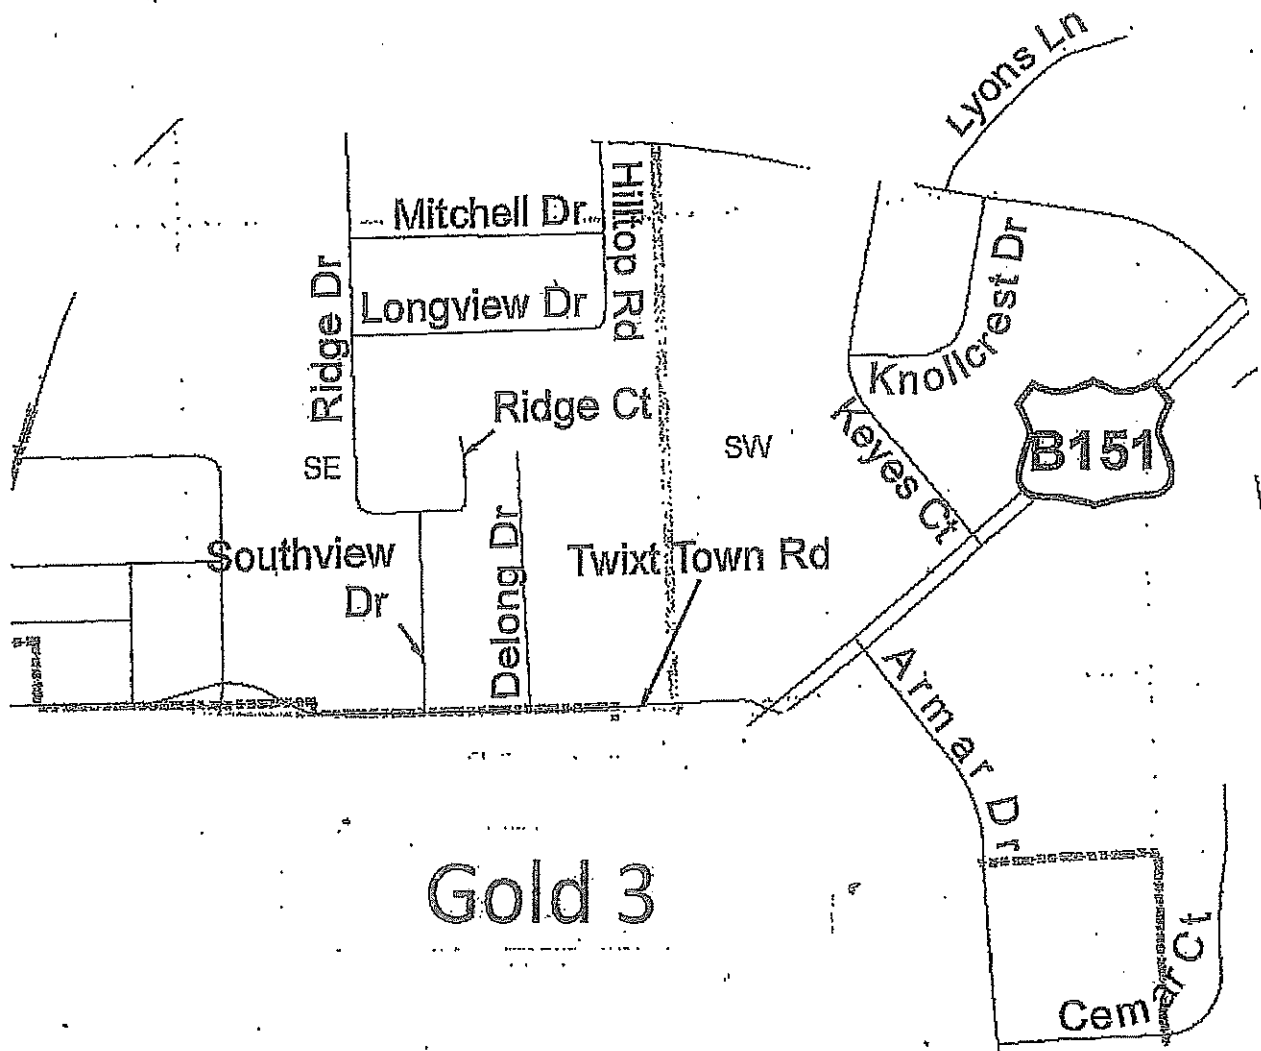 Lyons Ln
Mitchell Dr
Hilltop Rd
Ridge Dr
Longview Dr
Knollcrest Dr
Ridge Ct
Keyes Ct
B151
SE
SW
Southview
Dr
Delong Dr
Twixt Town Rd
Armar Dr
Gold 3
Cemar Ct